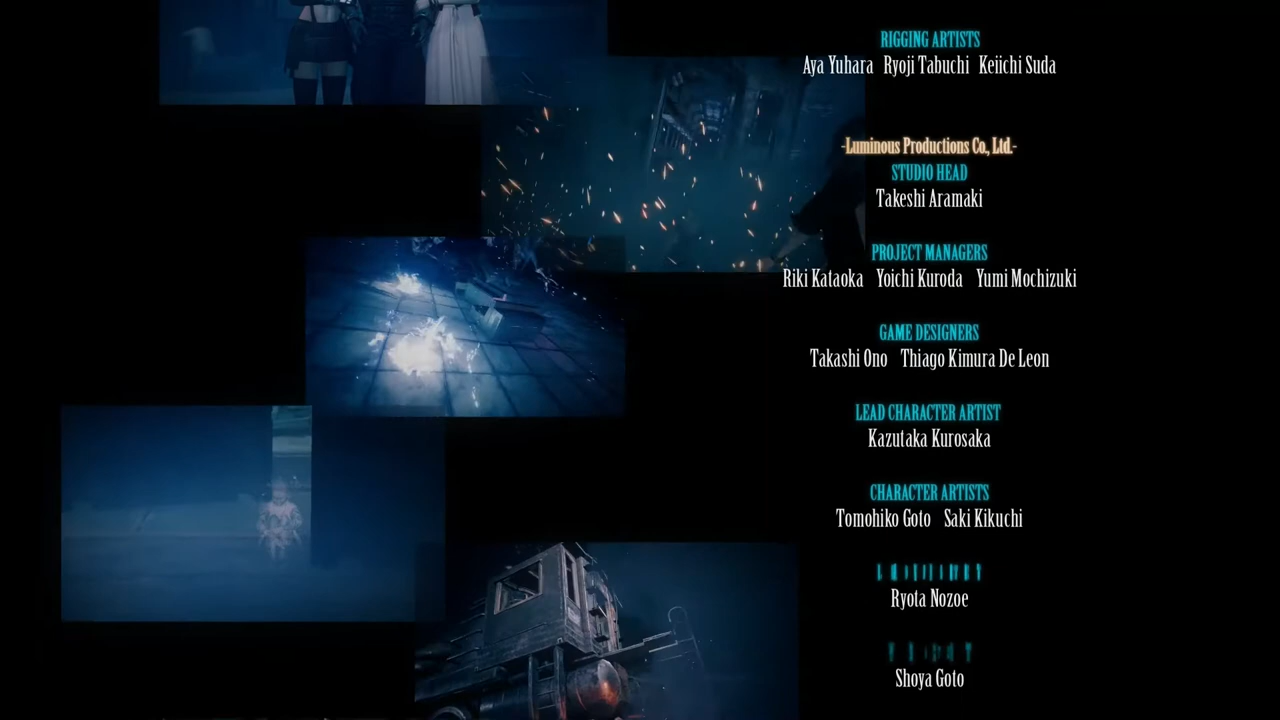 RIGGING ARTISTS
Aya Yuhara Ryoji Tabuchi Keiichi Suda
-Luminous Productions Co., Ltd.-
STUDIO HEAD
Takeshi Aramaki
PROJECT MANAGERS
Riki Kataoka Yoichi Kuroda Yumi Mochizuki
GAME DESIGNERS
Takashi Ono Thiago Kimura De Leon
LEAD CHARACTER ARTIST
Kazutaka Kurosaka
CHARACTER ARTISTS
Tomohiko Goto Saki Kikuchi
Ryota Nozoe
Shoya Goto